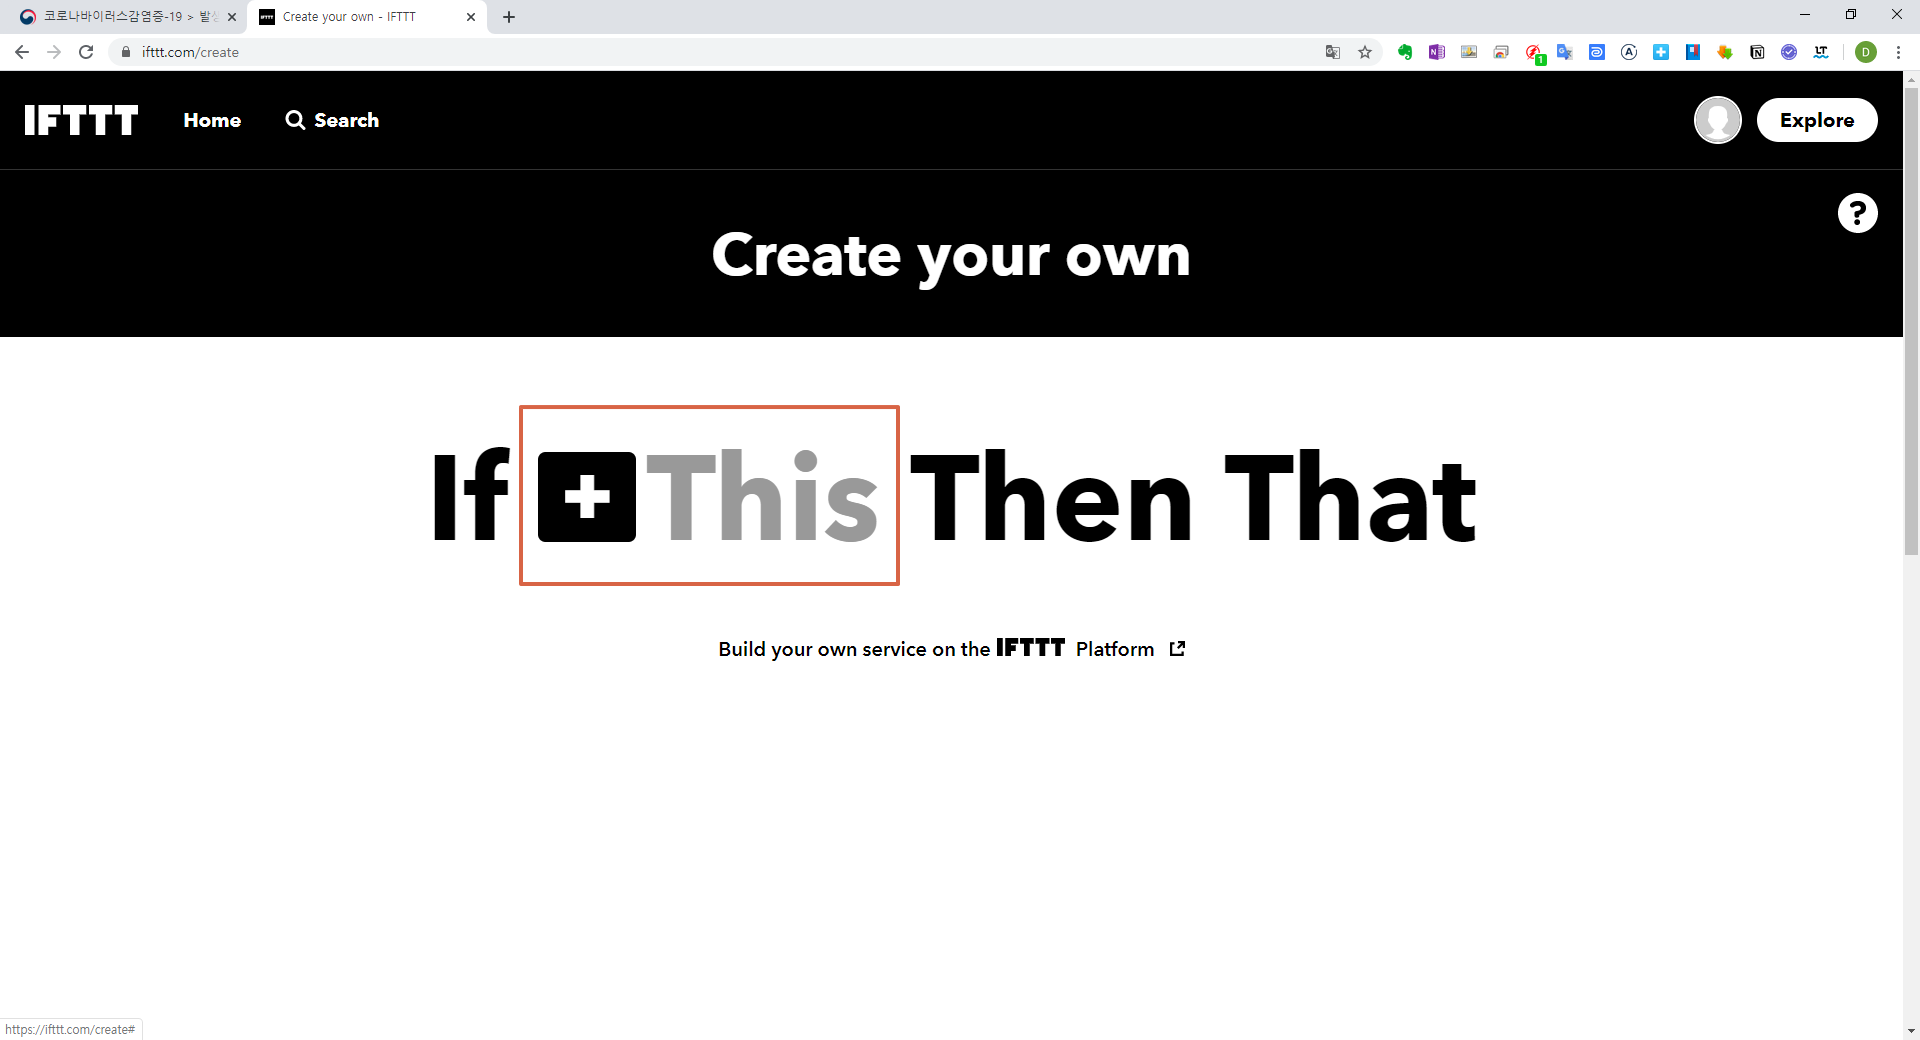 코로나바이러스감염증-19 > 발생
Create your own - IFTTT
ifttt.com/create
1
D
IFTTT
Home
Search
Explore
?
Create your own
If + This Then That
Build your own service on the IFTTT Platform
https://ifttt.com/create#